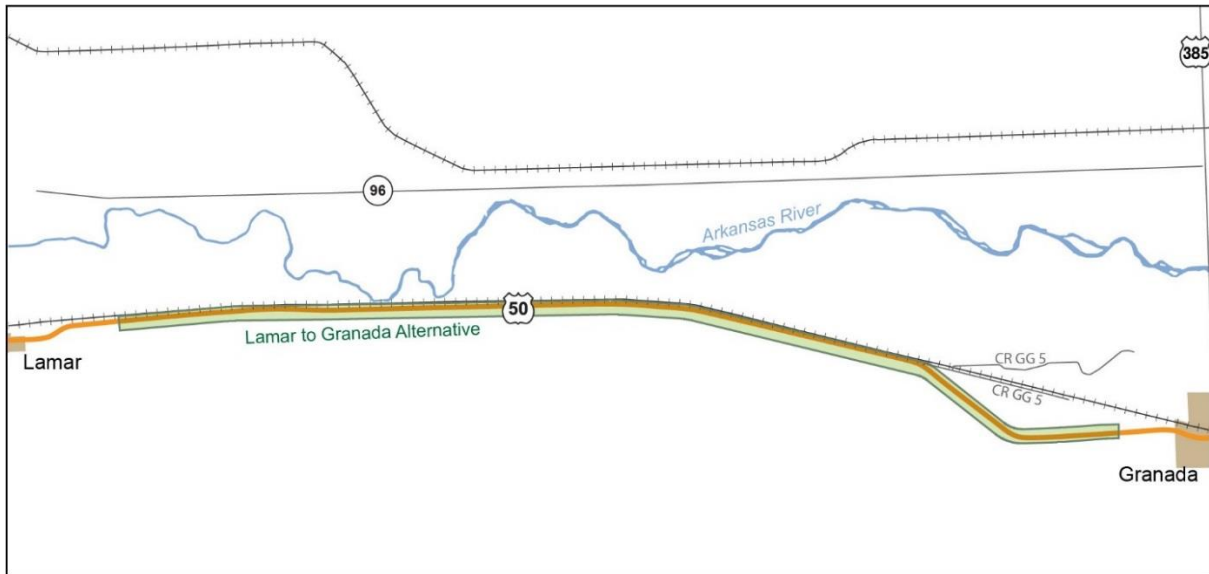 385
96
Arkansas River
50
Lamar to Granada Alternative
Lamar
CR GG 5
CR GG 5
Granada